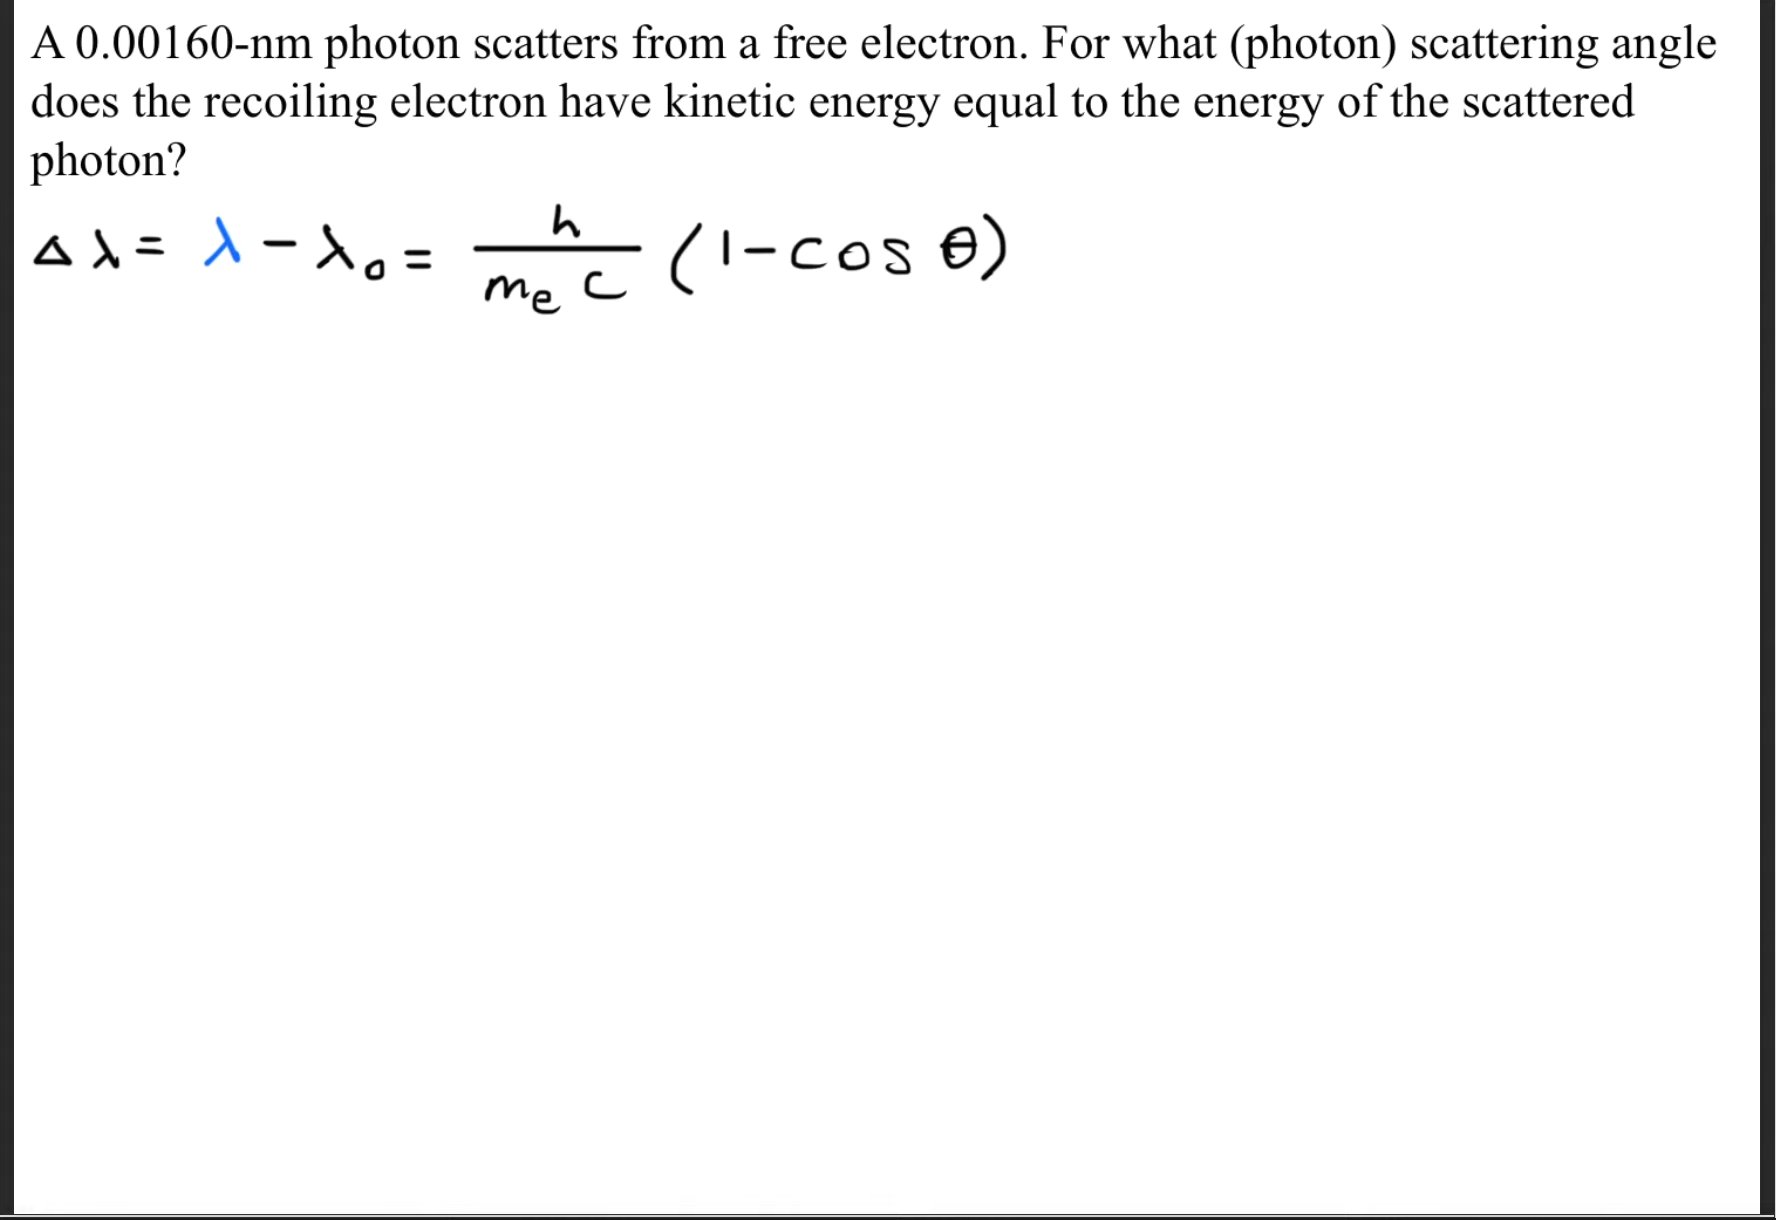 A 0.00160-nm photon scatters from a free electron. For what (photon) scattering angle
does the recoiling electron have kinetic energy equal to the energy of the scattered
photon?
Δλ = λ - λ₀ = h / (mₑ c) (1 - cos θ)